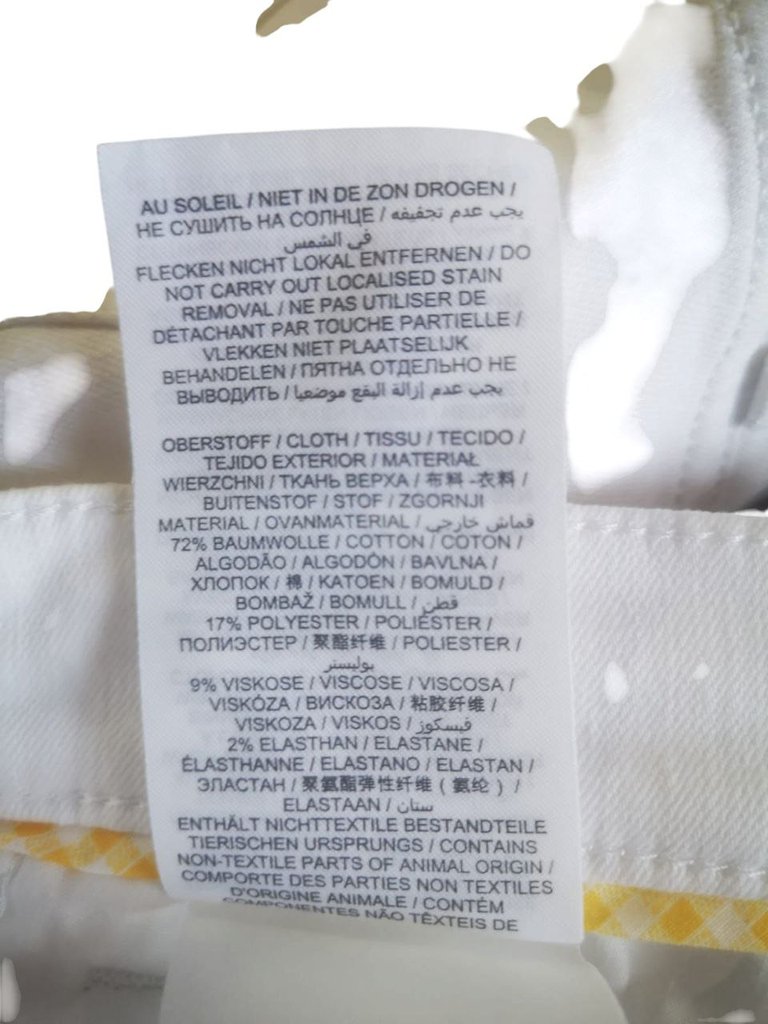 AU SOLEIL / NIET IN DE ZON DROGEN /
НЕ СУШИТЬ НА СОЛНЦЕ / يجب عدم تجفيفه
في الشمس
FLECKEN NICHT LOKAL ENTFERNEN / DO
NOT CARRY OUT LOCALISED STAIN
REMOVAL / NE PAS UTILISER DE
DÉTACHANT PAR TOUCHE PARTIELLE /
VLEKKEN NIET PLAATSELIJK
BEHANDELEN / ПЯТНА ОТДЕЛЬНО НЕ
ВЫВОДИТЬ / يجب عدم إزالة البقع موضعيا
OBERSTOFF / CLOTH / TISSU / TECIDO /
TEJIDO EXTERIOR / MATERIAŁ
WIERZCHNI / ТКАНЬ ВЕРХА / 布料 -衣料 /
BUITENSTOF / STOF / ZGORNJI
MATERIAL / OVANMATERIAL / قماش خارجي
72% BAUMWOLLE / COTTON / COTON /
ALGODÃO / ALGODÓN / BAVLNA /
ХЛОПОК / 棉 / KATOEN / BOMULD /
BOMBAŽ / BOMULL / قطن
17% POLYESTER / POLIÉSTER /
ПОЛИЭСТЕР / 聚酯纤维 / POLIESTER /
بوليستر
9% VISKOSE / VISCOSE / VISCOSA /
VISKÓZA / ВИСКОЗА / 粘胶纤维 /
VISKOZA / VISKOS / فيسكوز
2% ELASTHAN / ELASTANE /
ÉLASTHANNE / ELASTANO / ELASTAN /
ЭЛАСТАН / 聚氨酯弹性纤维 ( 氨纶 ) /
ELASTAAN / ستان
ENTHÄLT NICHTTEXTILE BESTANDTEILE
TIERISCHEN URSPRUNGS / CONTAINS
NON-TEXTILE PARTS OF ANIMAL ORIGIN /
COMPORTE DES PARTIES NON TEXTILES
D'ORIGINE ANIMALE / CONTÉM
COMPONENTES NÃO TÊXTEIS DE